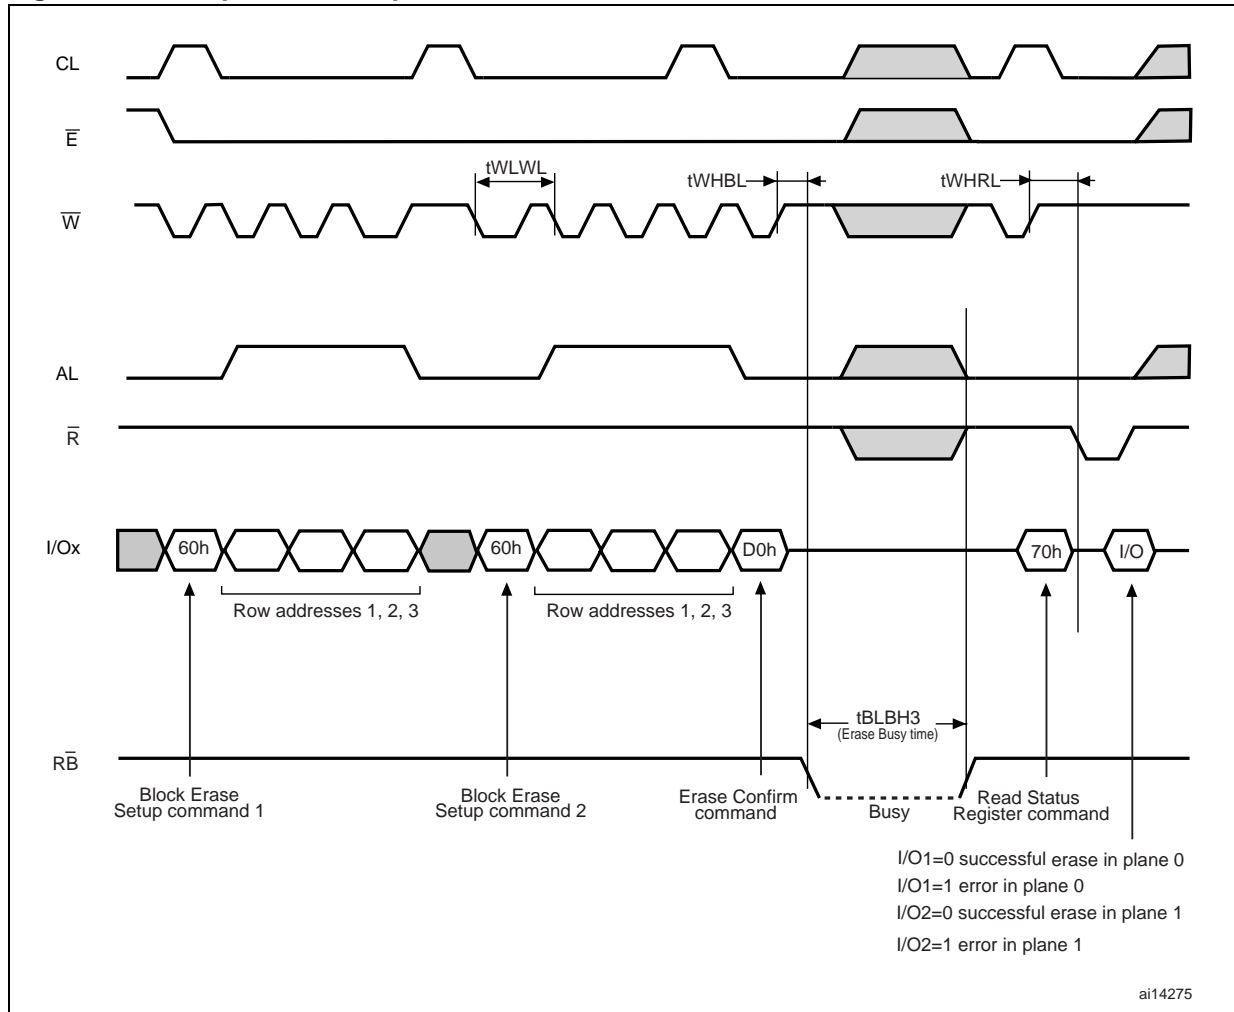 CL
E
tWLWL
tWHBL
tWHRL
W
AL
R
I/Ox
60h
60h
D0h
70h
I/O
Row addresses 1, 2, 3
Row addresses 1, 2, 3
tBLBH3
(Erase Busy time)
RB
Block Erase
Setup command 1
Block Erase
Setup command 2
Erase Confirm
command
Busy
Read Status
Register command
I/O1=0 successful erase in plane 0
I/O1=1 error in plane 0
I/O2=0 successful erase in plane 1
I/O2=1 error in plane 1
ai14275